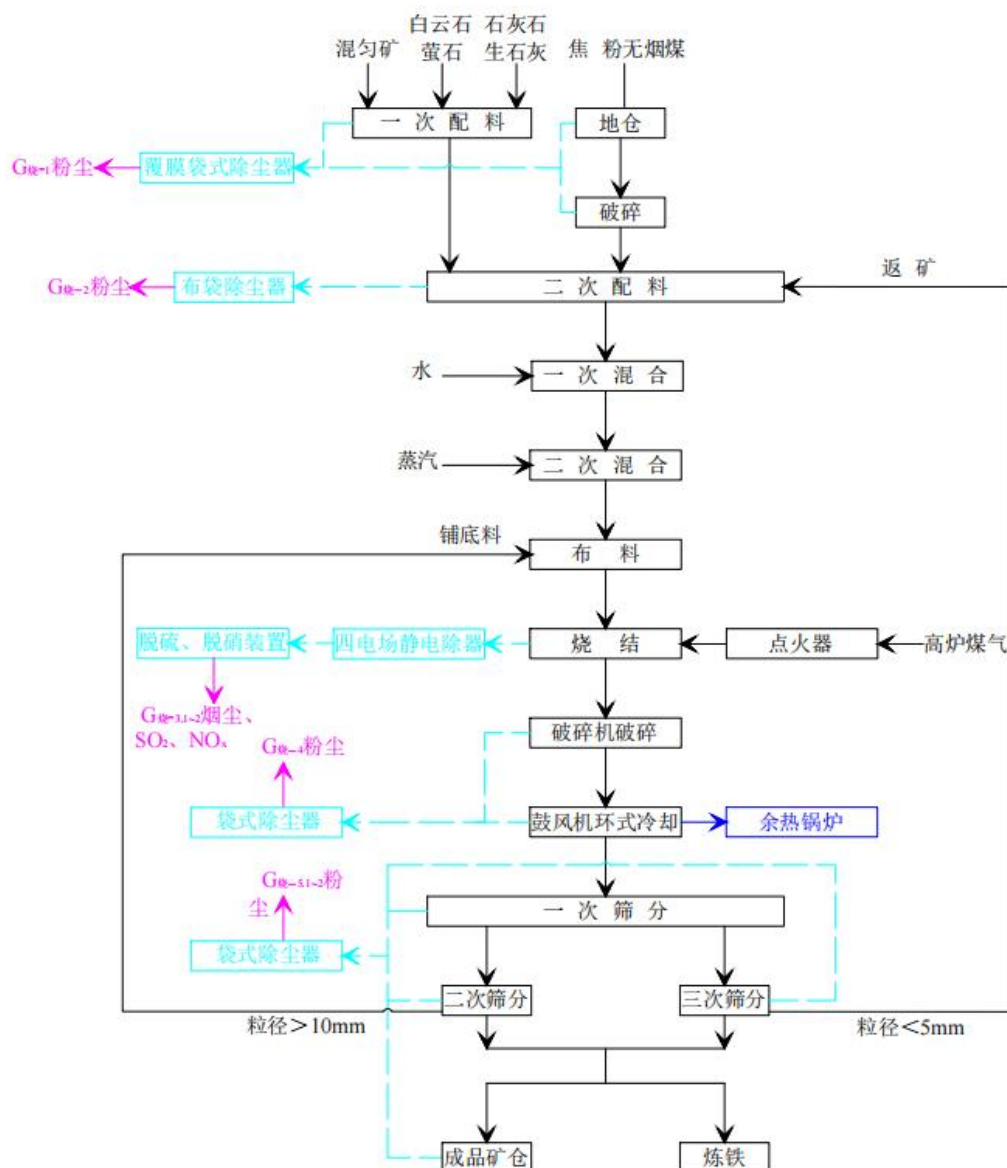 白云石 石灰石
混匀矿 萤石 生石灰 焦 粉无烟煤
一 次 配 料
地仓
G烧-1粉尘
覆膜袋式除尘器
破碎
返 矿
G烧-2粉尘
布袋除尘器
二 次 配 料
水
一 次 混 合
蒸汽
二 次 混 合
铺底料
布 料
脱硫、脱硝装置
四电场静电除器
烧 结
点火器
高炉煤气
G烧-3,1~2烟尘、
SO2、NOx
破碎机破碎
G烧-4粉尘
袋式除尘器
鼓风机环式冷却
余热锅炉
G烧-5,1~2粉
尘
一 次 筛 分
袋式除尘器
二次筛分
三次筛分
粒径＞10mm
粒径＜5mm
成品矿仓
炼铁